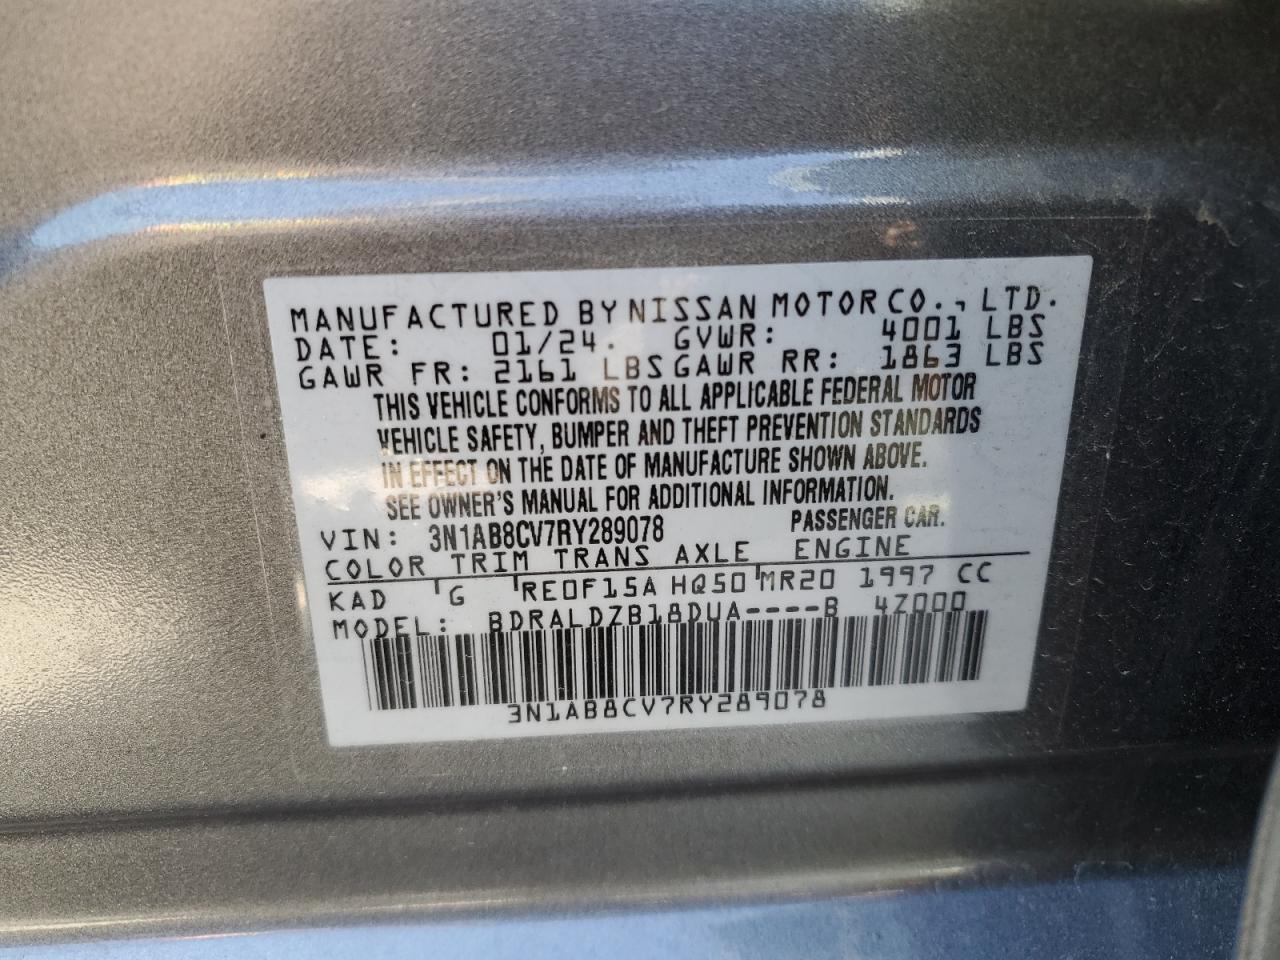 MANUFACTURED BY NISSAN MOTOR CO., LTD.
DATE: 01/24. GVWR: 4001 LBS
GAWR FR: 2161 LBS GAWR RR: 1863 LBS
THIS VEHICLE CONFORMS TO ALL APPLICABLE FEDERAL MOTOR
VEHICLE SAFETY, BUMPER AND THEFT PREVENTION STANDARDS
IN EFFECT ON THE DATE OF MANUFACTURE SHOWN ABOVE.
SEE OWNER'S MANUAL FOR ADDITIONAL INFORMATION.
VIN: 3N1AB8CV7RY289078 PASSENGER CAR.
COLOR TRIM TRANS AXLE ENGINE
KAD G RE0F15A HQ50 MR20 1997 CC
MODEL: BDRALDZB18DUA----B 4Z000
3N1AB8CV7RY289078